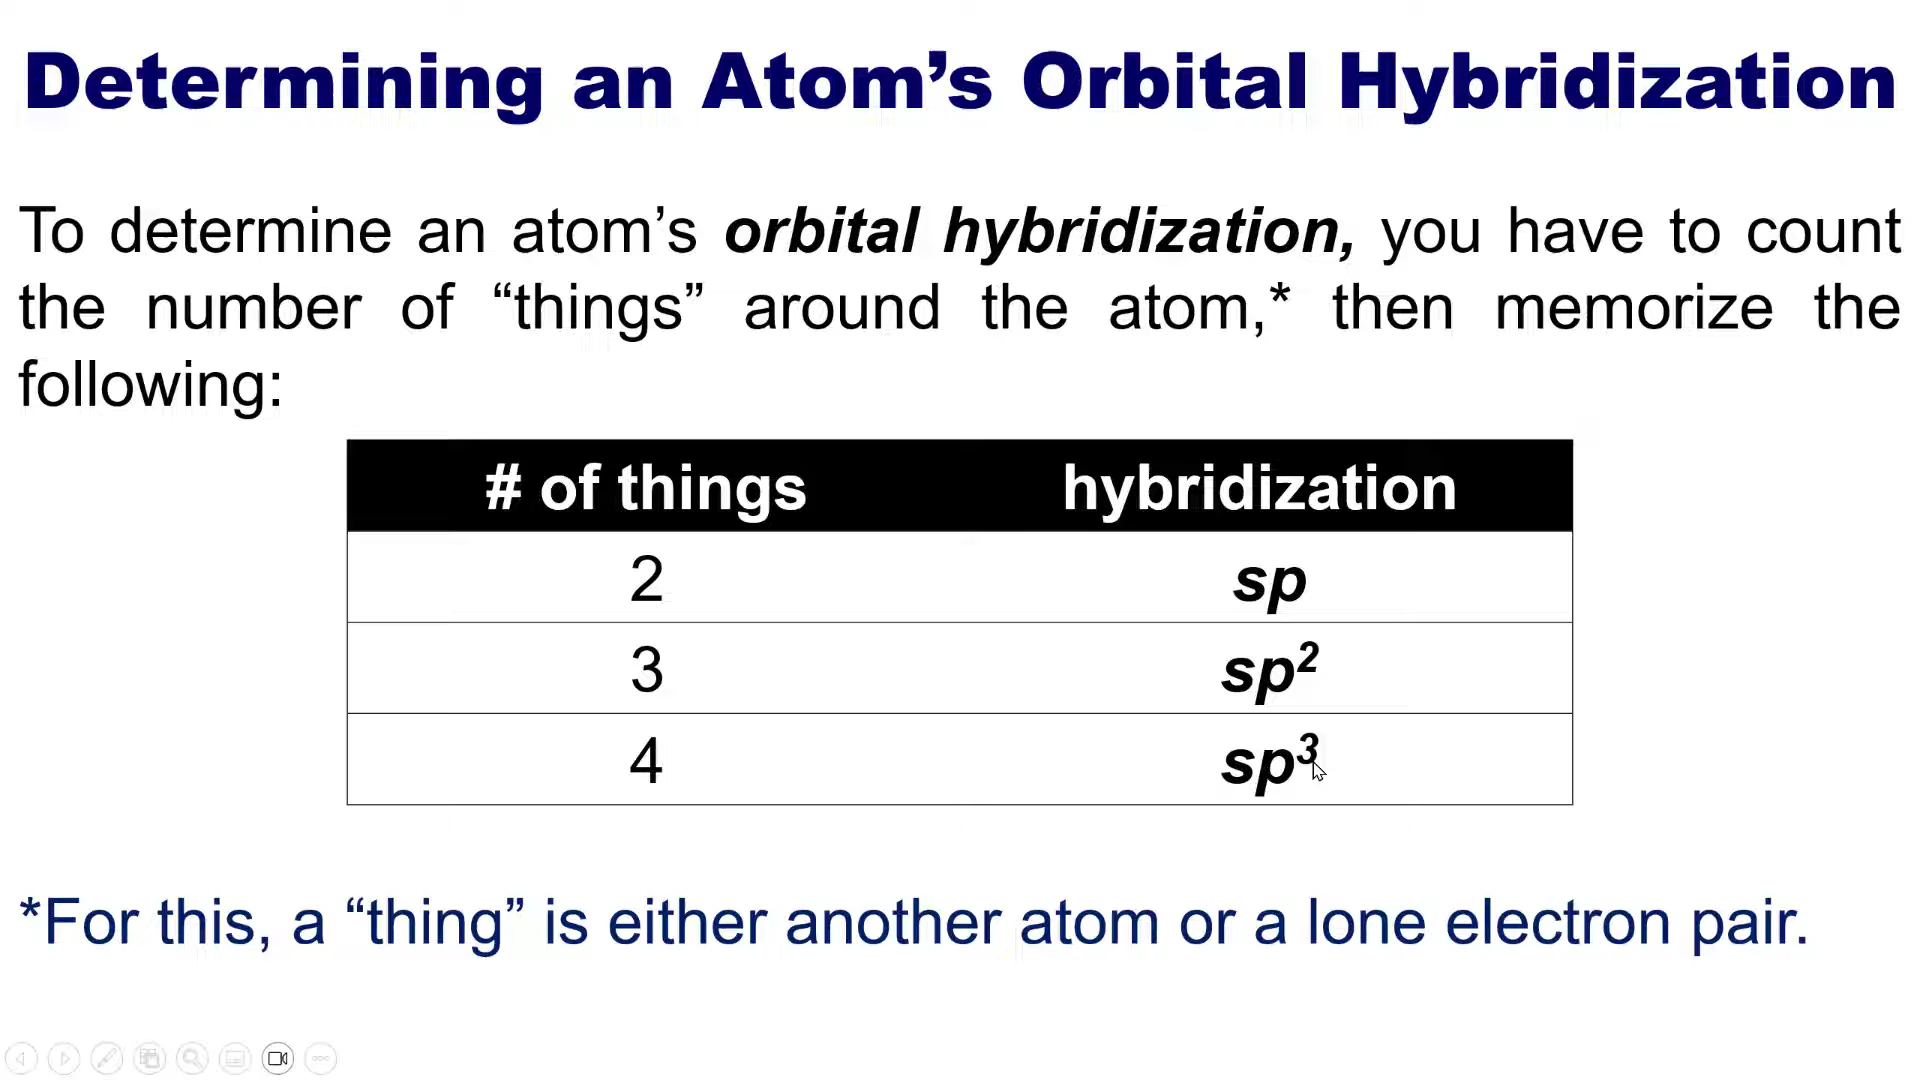 Determining an Atom’s Orbital Hybridization
To determine an atom’s orbital hybridization, you have to count
the number of “things” around the atom,* then memorize the
following:
# of things hybridization
2 sp
3 sp²
4 sp³
*For this, a “thing” is either another atom or a lone electron pair.